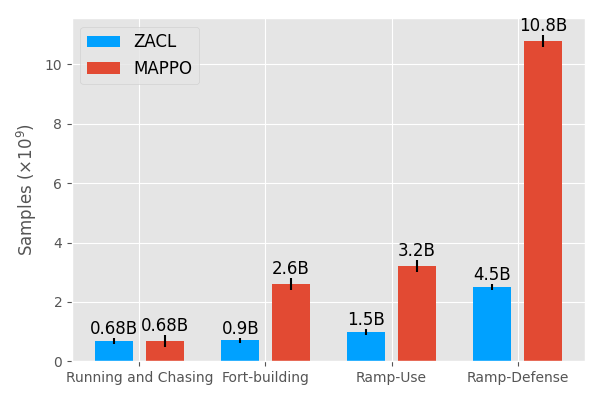 ZACL
MAPPO
Samples (×10⁹)
10
8
6
4
2
0
0.68B
0.68B
0.9B
2.6B
1.5B
3.2B
4.5B
10.8B
Running and Chasing
Fort-building
Ramp-Use
Ramp-Defense